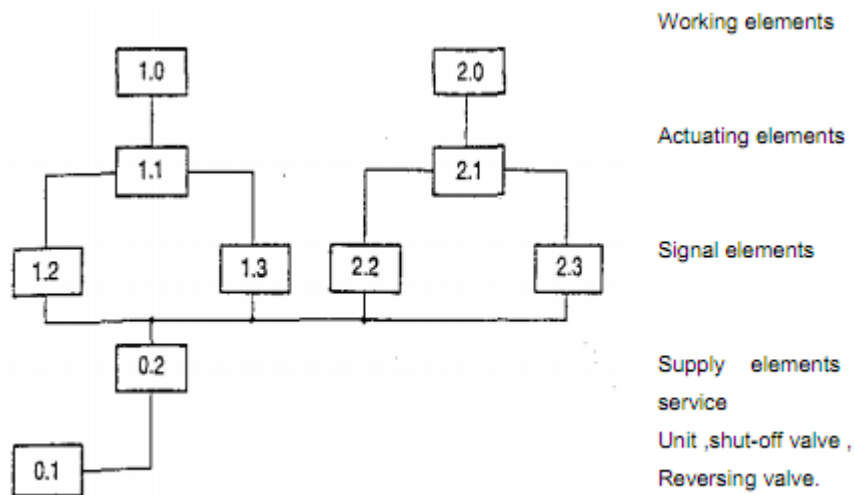 Working elements
1.0 2.0
Actuating elements
1.1 2.1
Signal elements
1.2 1.3 2.2 2.3
0.2
Supply elements
service
Unit ,shut-off valve ,
0.1
Reversing valve.